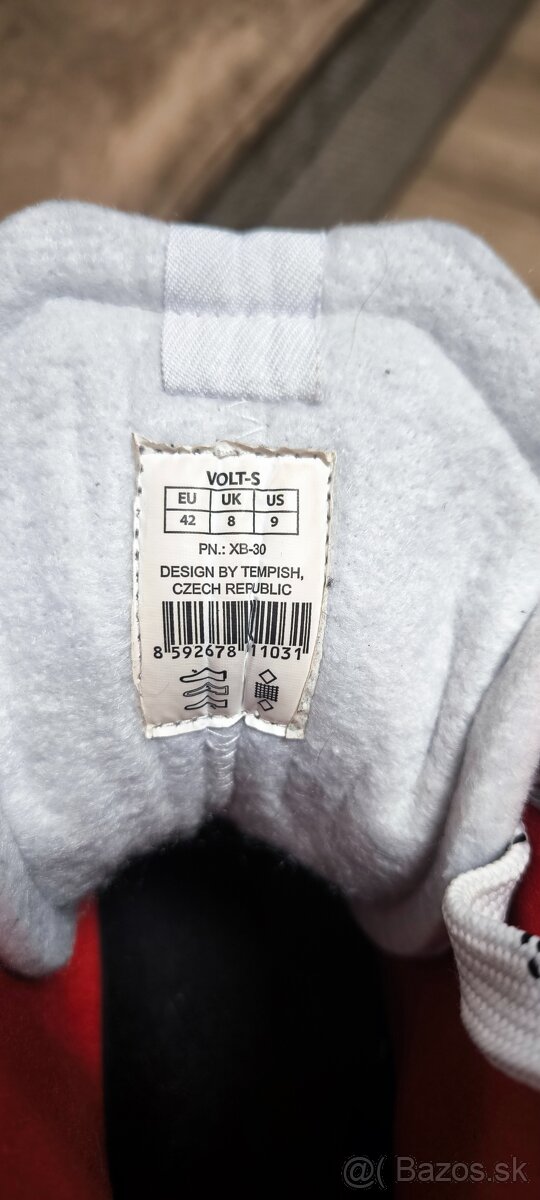 VOLT-S
EU UK US
42 8 9
PN.: XB-30
DESIGN BY TEMPISH,
CZECH REPUBLIC
8 592678 11031
@( Bazos.sk